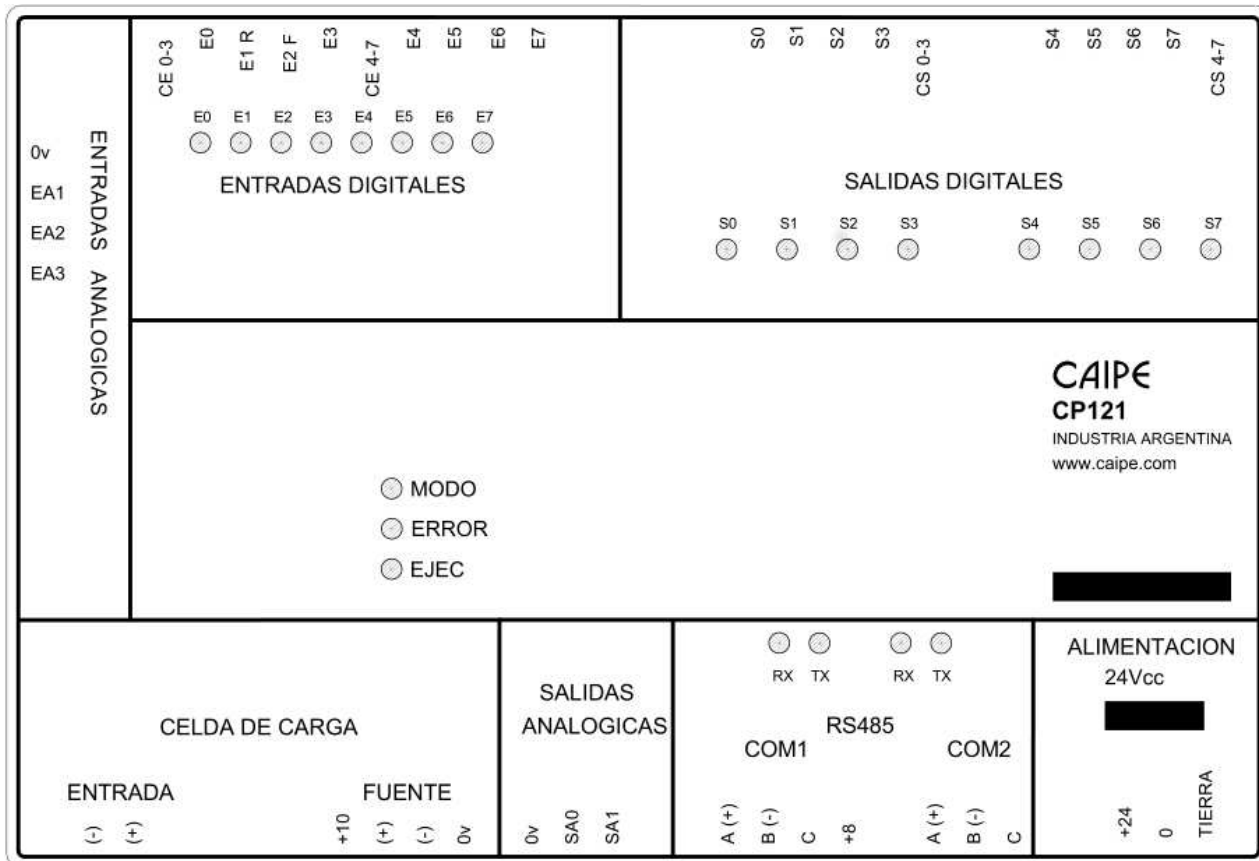 CE 0-3 E0 E1 R E2 F E3 CE 4-7 E4 E5 E6 E7
E0 E1 E2 E3 E4 E5 E6 E7
ENTRADAS DIGITALES
S0 S1 S2 S3 CS 0-3 S4 S5 S6 S7 CS 4-7
SALIDAS DIGITALES
S0 S1 S2 S3 S4 S5 S6 S7
0v
EA1
EA2
EA3
ENTRADAS ANALOGICAS
CAIPE
CP121
INDUSTRIA ARGENTINA
www.caipe.com
MODO
ERROR
EJEC
CELDA DE CARGA
ENTRADA FUENTE
(-) (+) +10 (+) (-) 0v
SALIDAS
ANALOGICAS
0v SA0 SA1
RX TX RX TX
RS485
COM1 COM2
A (+) B (-) C +8 A (+) B (-) C
ALIMENTACION
24Vcc
+24 0 TIERRA